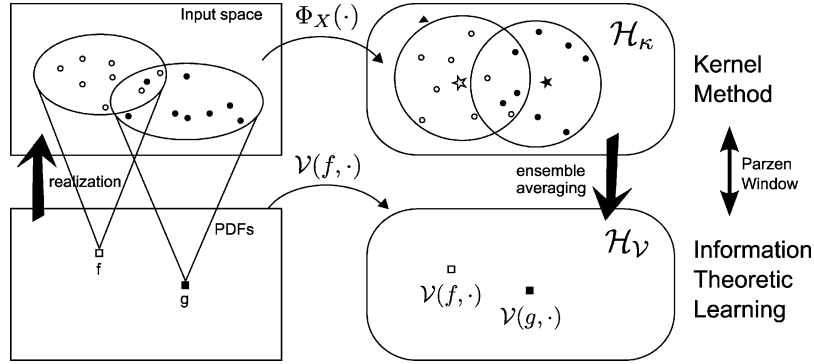 Input space
Φ_X(·)
ℋ_κ
Kernel
Method
realization
𝒱(f, ·)
ensemble
averaging
Parzen
Window
PDFs
f
g
ℋ_𝒱
𝒱(f, ·)
𝒱(g, ·)
Information
Theoretic
Learning